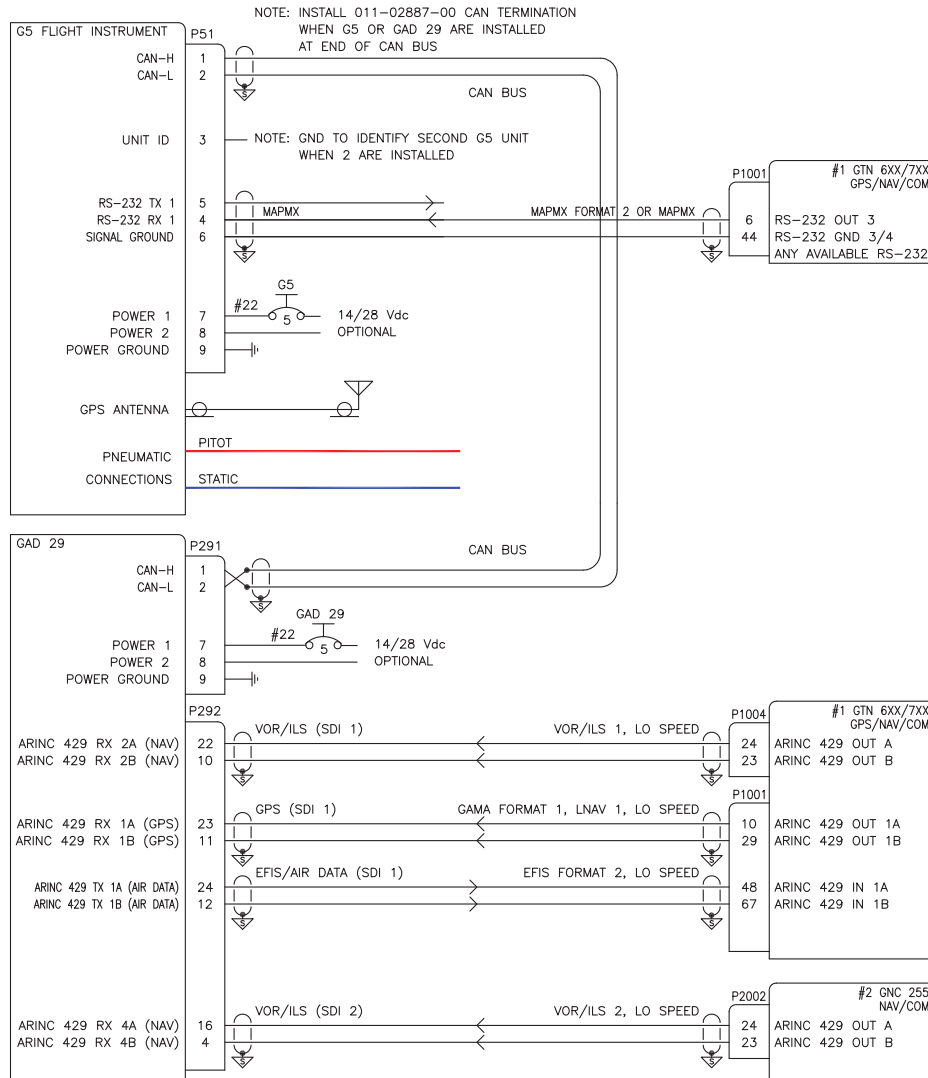 NOTE: INSTALL 011-02887-00 CAN TERMINATION
WHEN G5 OR GAD 29 ARE INSTALLED
AT END OF CAN BUS
G5 FLIGHT INSTRUMENT
P51
CAN-H 1
CAN-L 2
S
CAN BUS
UNIT ID 3 NOTE: GND TO IDENTIFY SECOND G5 UNIT
WHEN 2 ARE INSTALLED
P1001 #1 GTN 6XX/7XX
GPS/NAV/COM
RS-232 TX 1 5
RS-232 RX 1 4 MAPMX MAPMX FORMAT 2 OR MAPMX 6 RS-232 OUT 3
SIGNAL GROUND 6 44 RS-232 GND 3/4
S S ANY AVAILABLE RS-232
G5
#22
POWER 1 7 5 14/28 Vdc
POWER 2 8 OPTIONAL
POWER GROUND 9
GPS ANTENNA
PITOT
PNEUMATIC
CONNECTIONS STATIC
GAD 29
P291
CAN BUS
CAN-H 1
CAN-L 2
S
GAD 29
#22
POWER 1 7 5 14/28 Vdc
POWER 2 8 OPTIONAL
POWER GROUND 9
P292 P1004 #1 GTN 6XX/7XX
GPS/NAV/COM
VOR/ILS (SDI 1) VOR/ILS 1, LO SPEED
ARINC 429 RX 2A (NAV) 22 24 ARINC 429 OUT A
ARINC 429 RX 2B (NAV) 10 23 ARINC 429 OUT B
S S
P1001
GPS (SDI 1) GAMA FORMAT 1, LNAV 1, LO SPEED
ARINC 429 RX 1A (GPS) 23 10 ARINC 429 OUT 1A
ARINC 429 RX 1B (GPS) 11 29 ARINC 429 OUT 1B
S S
EFIS/AIR DATA (SDI 1) EFIS FORMAT 2, LO SPEED
ARINC 429 TX 1A (AIR DATA) 24 48 ARINC 429 IN 1A
ARINC 429 TX 1B (AIR DATA) 12 67 ARINC 429 IN 1B
S S
P2002 #2 GNC 255
NAV/COM
VOR/ILS (SDI 2) VOR/ILS 2, LO SPEED
ARINC 429 RX 4A (NAV) 16 24 ARINC 429 OUT A
ARINC 429 RX 4B (NAV) 4 23 ARINC 429 OUT B
S S